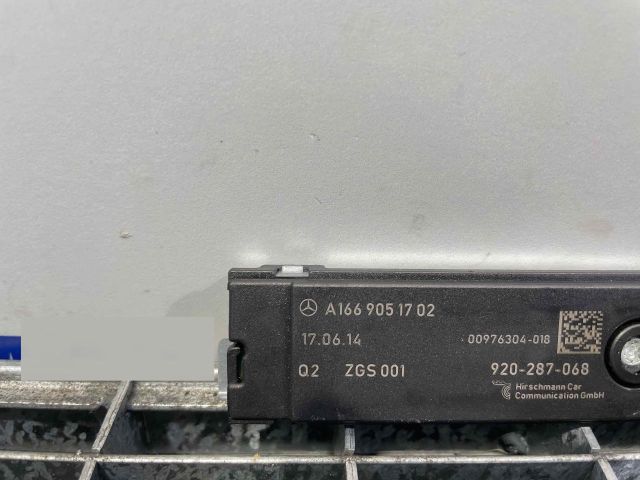 A166 905 17 02
17.06.14 00976304-018
Q2 ZGS 001 920-287-068
Hirschmann Car
Communication GmbH